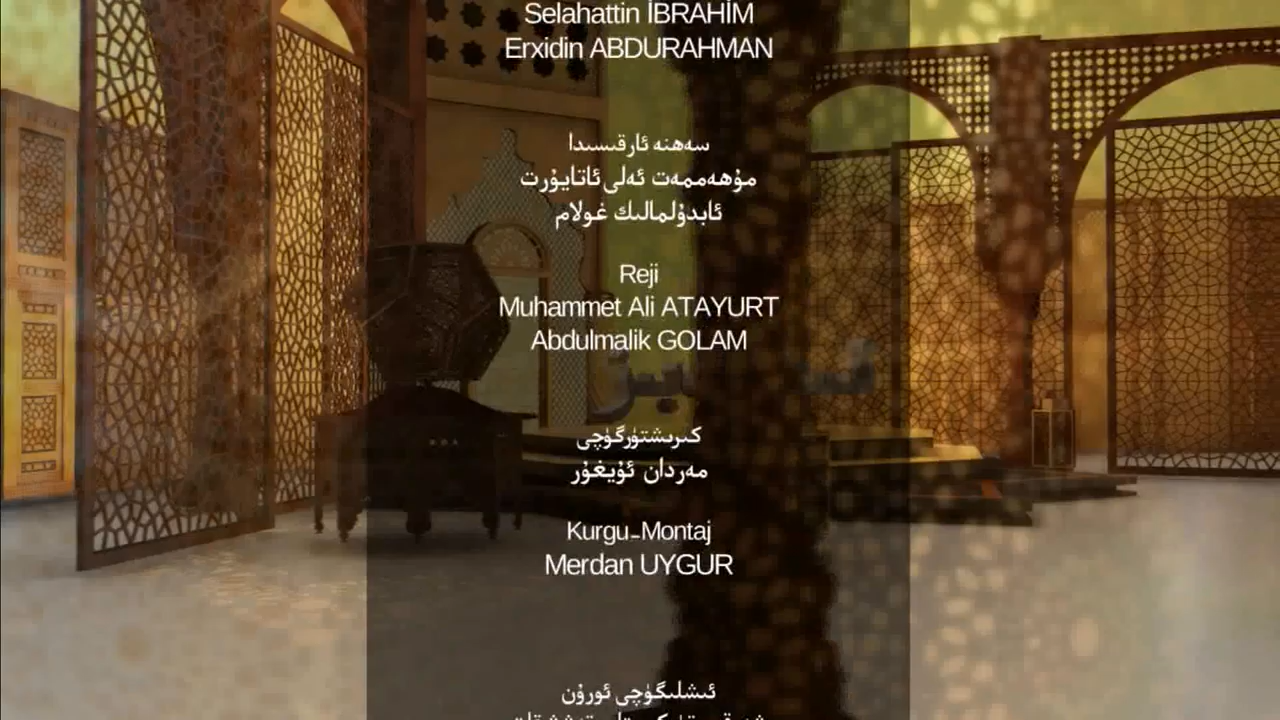 Selahattin İBRAHİM
Erxidin ABDURAHMAN
سەھنە ئارقىسىدا
مۇھەممەت ئەلى ئاتايۇرت
ئابدۇلمالىك غولام
Reji
Muhammet Ali ATAYURT
Abdulmalik GOLAM
كىرىشتۈرگۈچى
مەردان ئۇيغۇر
Kurgu-Montaj
Merdan UYGUR
ئىشلىگۈچى ئورۇن